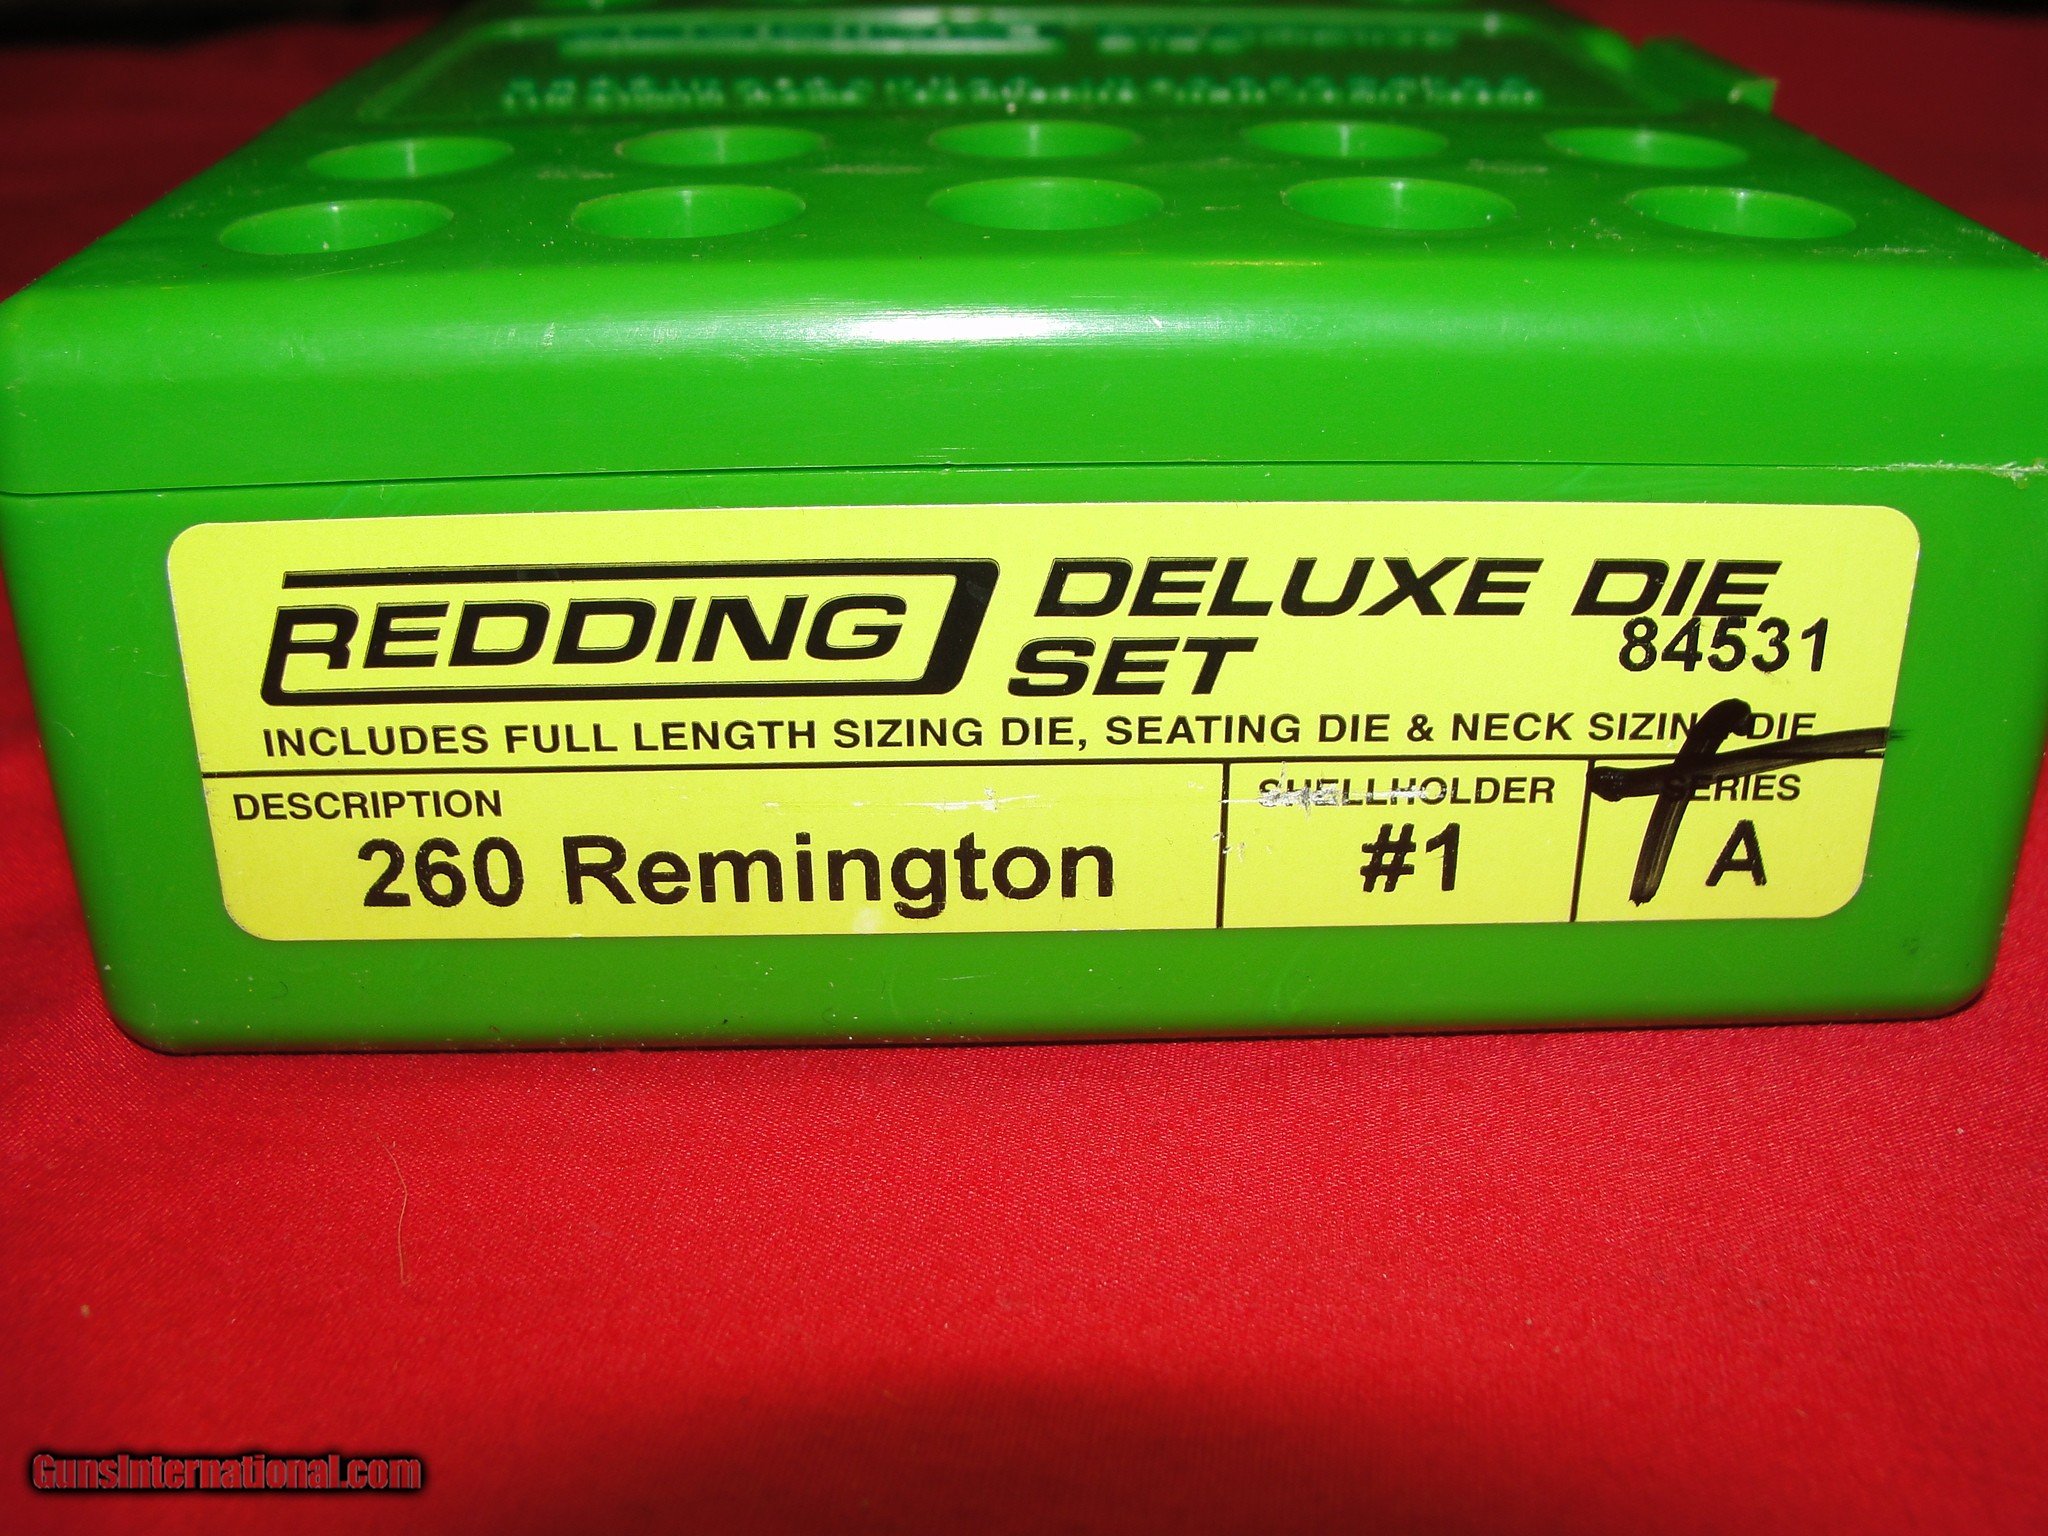 REDDING DELUXE DIE
SET 84531
INCLUDES FULL LENGTH SIZING DIE, SEATING DIE & NECK SIZING DIE
DESCRIPTION SHELLHOLDER SERIES
260 Remington #1 A
GunsInternational.com